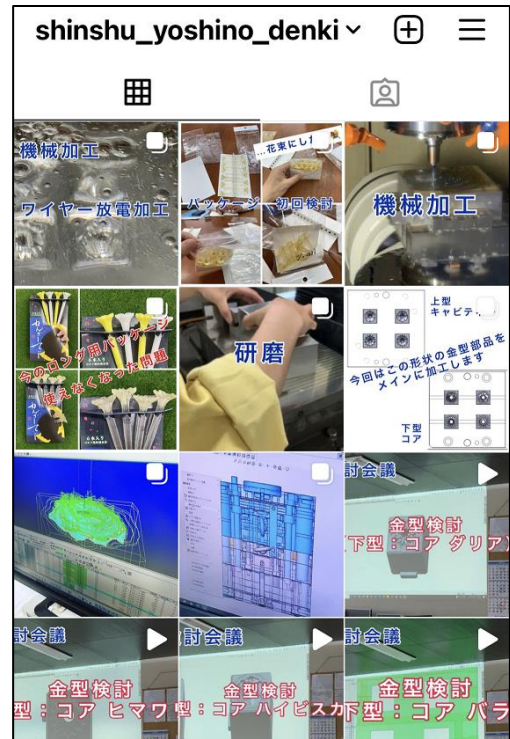 shinshu_yoshino_denki
機械加工
ワイヤー放電加工
...花束にした
パッケージ 初回検討
機械加工
今のロング用パッケージ
使えなくなった問題
研磨
上型
キャビティ
今回はこの形状の金型部品を
メインに加工します
下型
コア
討会議
金型検討
下型：コア ダリア）
討会議
金型検討
型：コア ヒマワ
討会議
金型検討
型：コア ハイビスカ
討会議
金型検討
下型：コア バラ